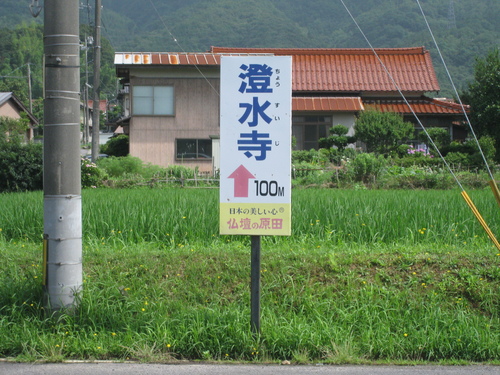 澄水寺
ちょうすいじ
100M
日本の美しい心®
仏壇の原田